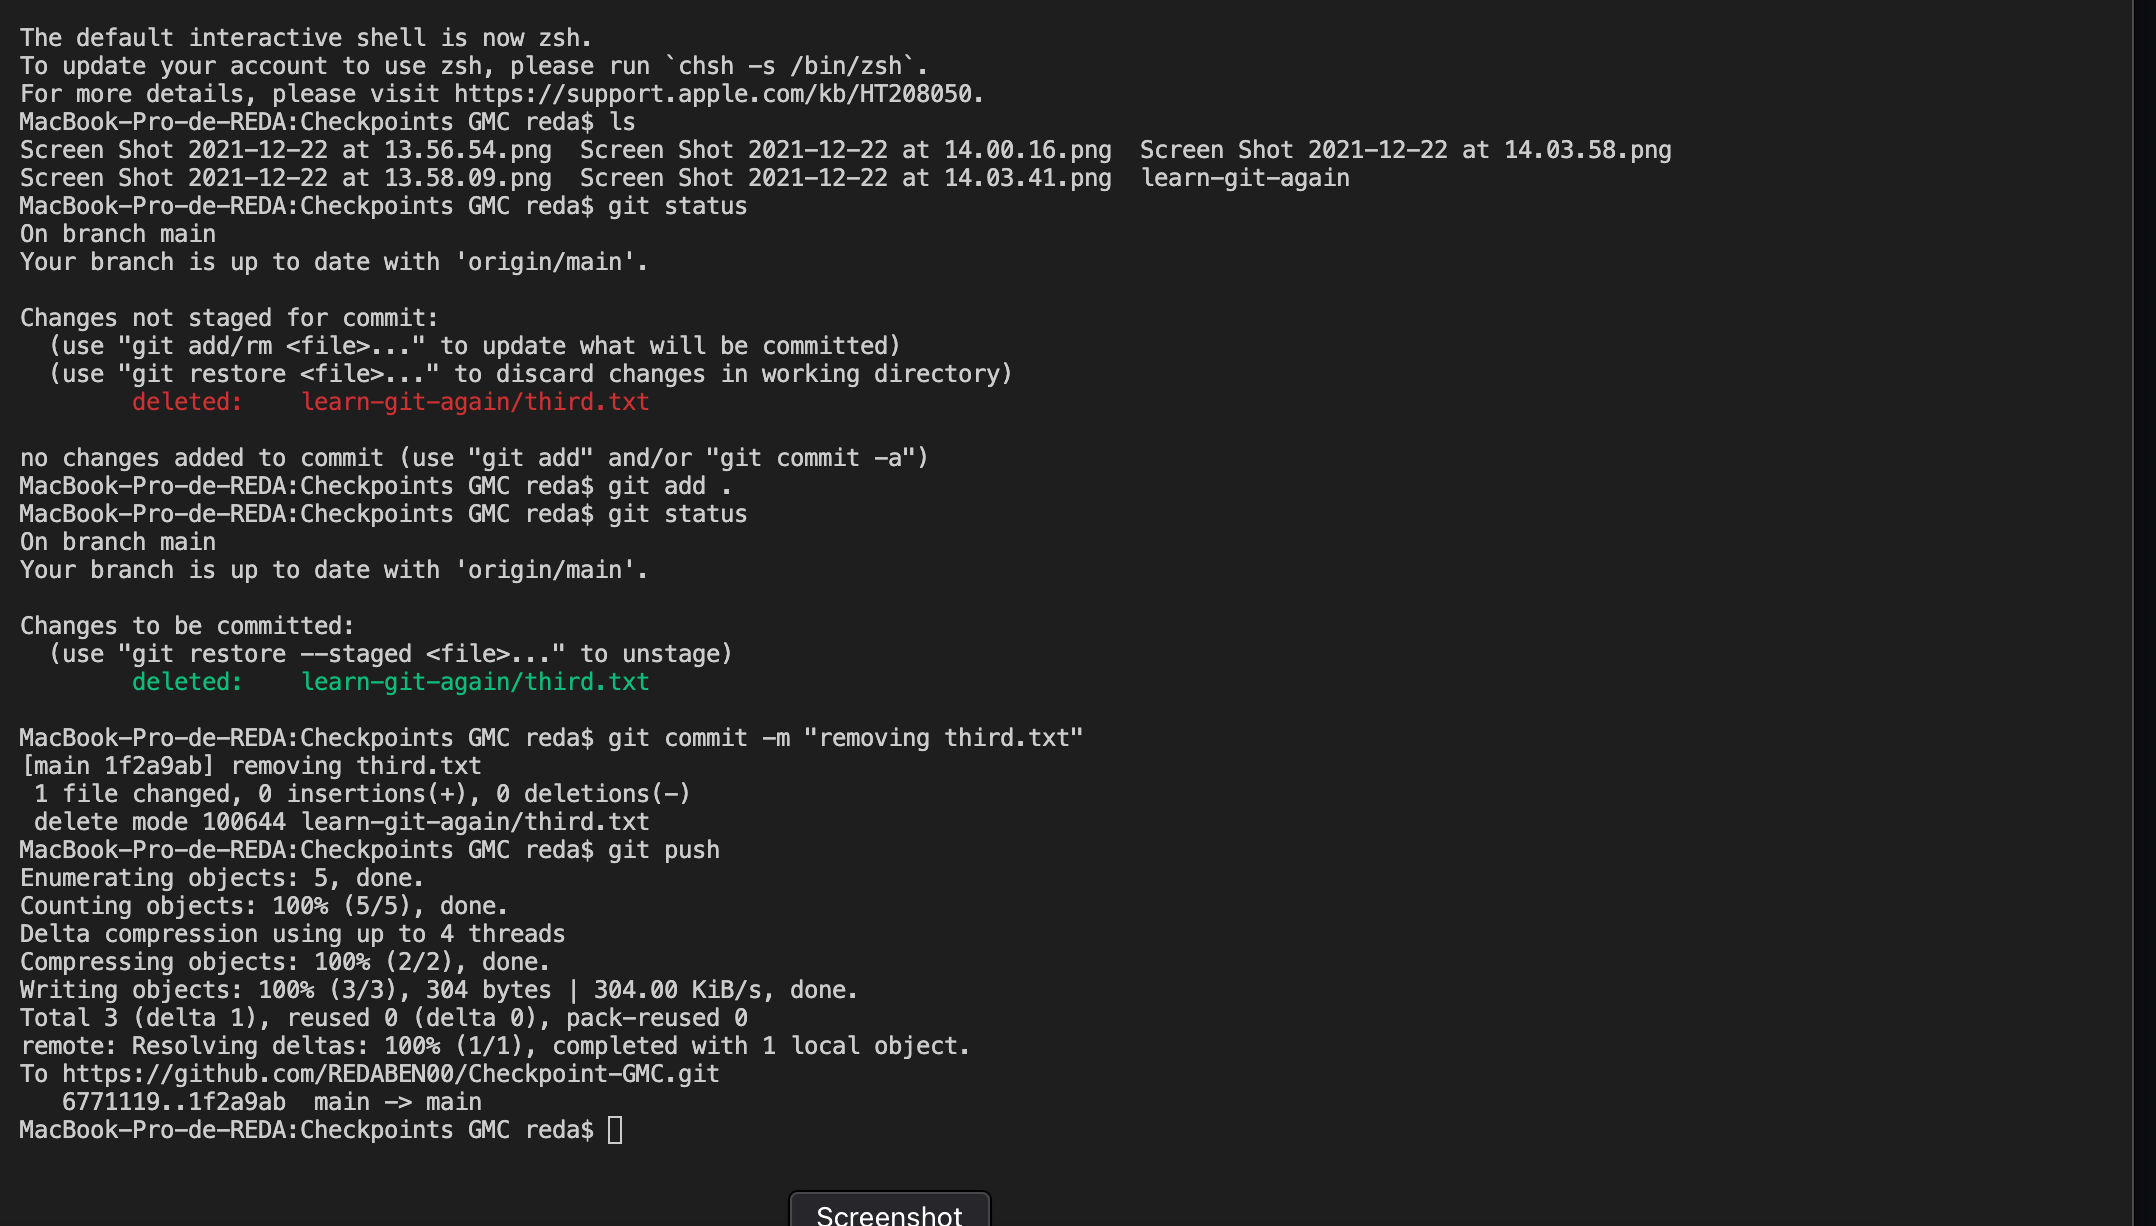 The default interactive shell is now zsh.
To update your account to use zsh, please run `chsh -s /bin/zsh`.
For more details, please visit https://support.apple.com/kb/HT208050.
MacBook-Pro-de-REDA:Checkpoints GMC reda$ ls
Screen Shot 2021-12-22 at 13.56.54.png  Screen Shot 2021-12-22 at 14.00.16.png  Screen Shot 2021-12-22 at 14.03.58.png
Screen Shot 2021-12-22 at 13.58.09.png  Screen Shot 2021-12-22 at 14.03.41.png  learn-git-again
MacBook-Pro-de-REDA:Checkpoints GMC reda$ git status
On branch main
Your branch is up to date with 'origin/main'.

Changes not staged for commit:
  (use "git add/rm <file>..." to update what will be committed)
  (use "git restore <file>..." to discard changes in working directory)
        deleted:    learn-git-again/third.txt

no changes added to commit (use "git add" and/or "git commit -a")
MacBook-Pro-de-REDA:Checkpoints GMC reda$ git add .
MacBook-Pro-de-REDA:Checkpoints GMC reda$ git status
On branch main
Your branch is up to date with 'origin/main'.

Changes to be committed:
  (use "git restore --staged <file>..." to unstage)
        deleted:    learn-git-again/third.txt

MacBook-Pro-de-REDA:Checkpoints GMC reda$ git commit -m "removing third.txt"
[main 1f2a9ab] removing third.txt
 1 file changed, 0 insertions(+), 0 deletions(-)
 delete mode 100644 learn-git-again/third.txt
MacBook-Pro-de-REDA:Checkpoints GMC reda$ git push
Enumerating objects: 5, done.
Counting objects: 100% (5/5), done.
Delta compression using up to 4 threads
Compressing objects: 100% (2/2), done.
Writing objects: 100% (3/3), 304 bytes | 304.00 KiB/s, done.
Total 3 (delta 1), reused 0 (delta 0), pack-reused 0
remote: Resolving deltas: 100% (1/1), completed with 1 local object.
To https://github.com/REDABEN00/Checkpoint-GMC.git
   6771119..1f2a9ab  main -> main
MacBook-Pro-de-REDA:Checkpoints GMC reda$
Screenshot